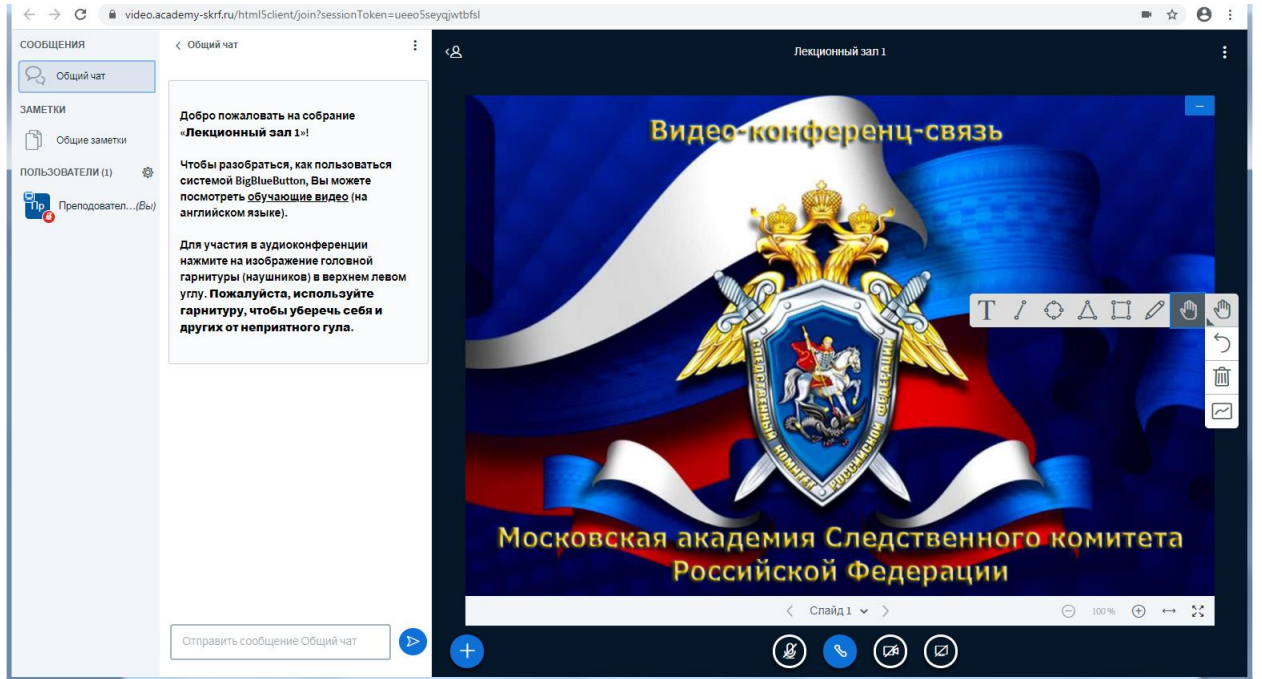 video.academy-skrf.ru/html5client/join?sessionToken=ueeo5seyqjwtbfsl
СООБЩЕНИЯ
Общий чат
ЗАМЕТКИ
Общие заметки
ПОЛЬЗОВАТЕЛИ (1)
Пр
Преподовател...(Вы)
Общий чат
Добро пожаловать на собрание
«Лекционный зал 1»!
Чтобы разобраться, как пользоваться
системой BigBlueButton, Вы можете
посмотреть обучающие видео (на
английском языке).
Для участия в аудиоконференции
нажмите на изображение головной
гарнитуры (наушников) в верхнем левом
углу. Пожалуйста, используйте
гарнитуру, чтобы уберечь себя и
других от неприятного гула.
Отправить сообщение Общий чат
Лекционный зал 1
Видео-конференц-связь
СЛЕДСТВЕННЫЙ КОМИТЕТ РОССИЙСКОЙ ФЕДЕРАЦИИ
Московская академия Следственного комитета
Российской Федерации
T
Слайд 1
100 %